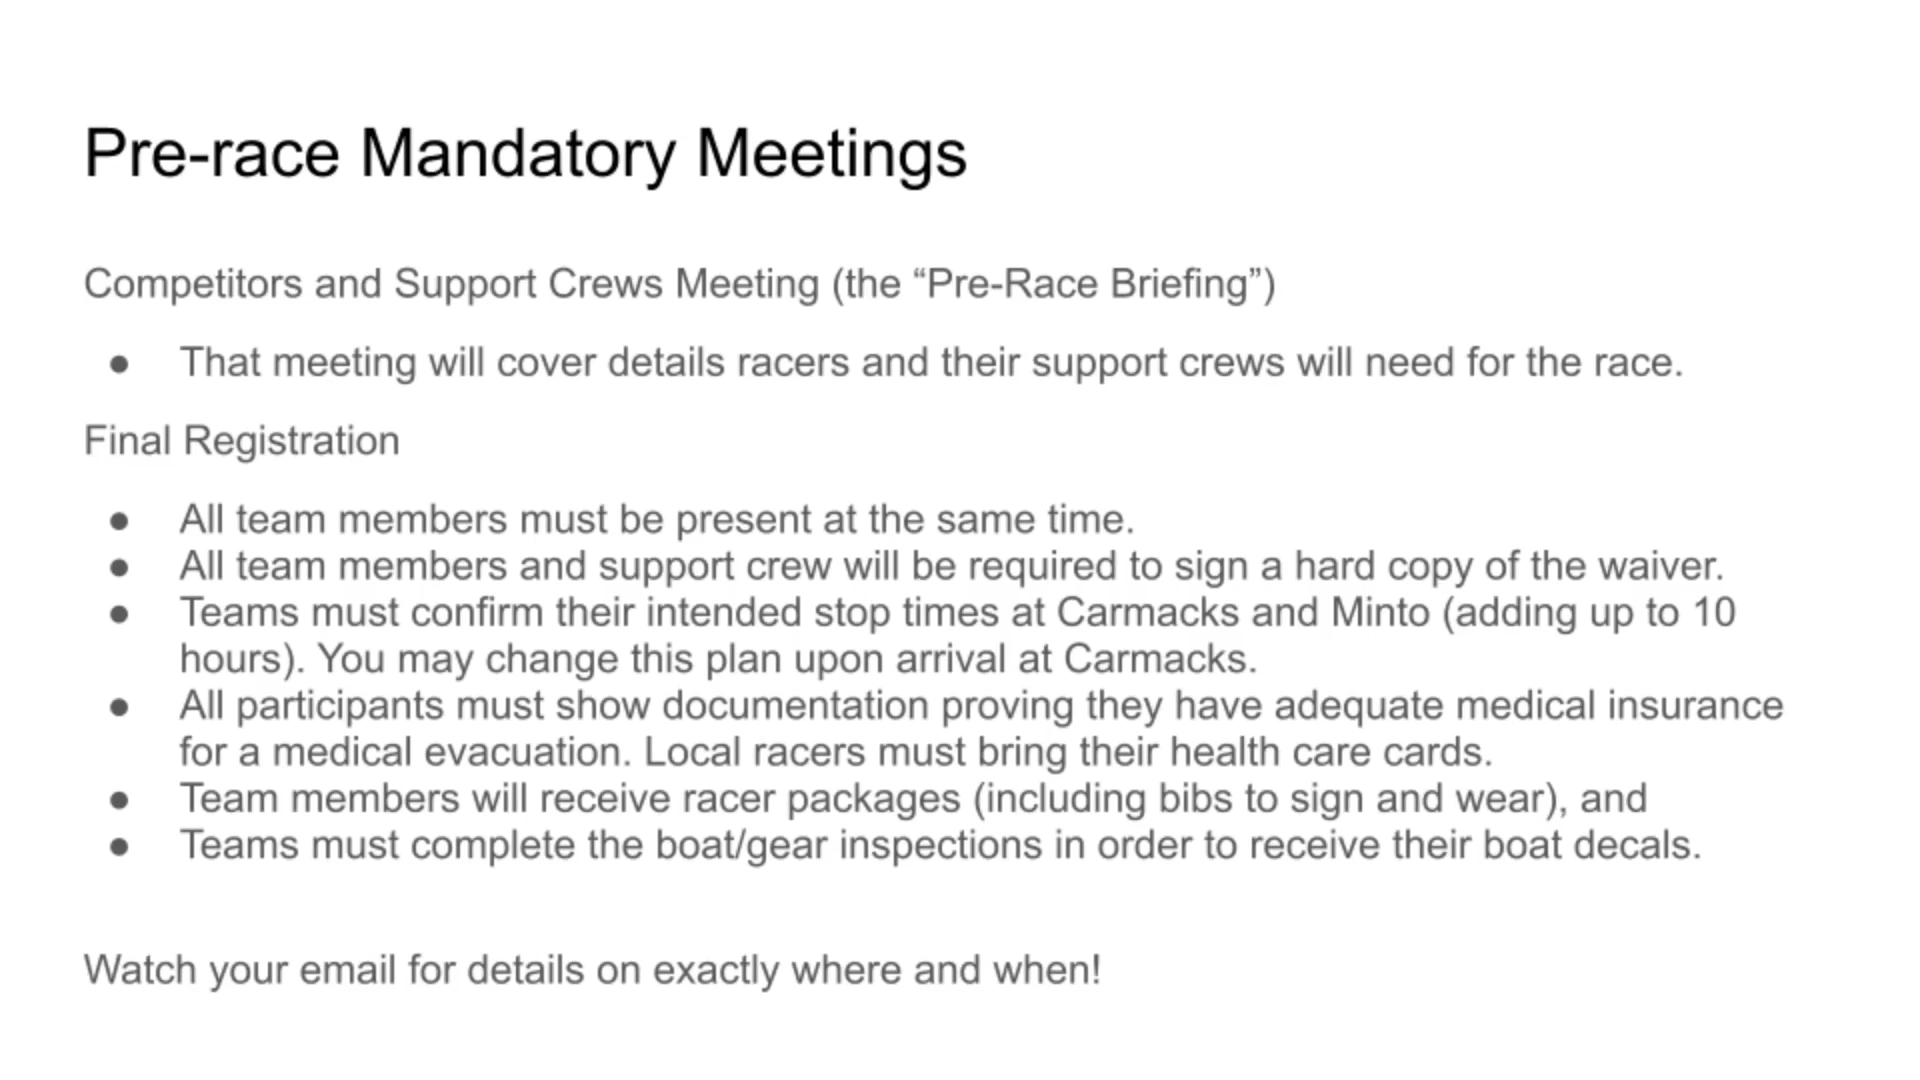 Pre-race Mandatory Meetings
Competitors and Support Crews Meeting (the “Pre-Race Briefing”)
● That meeting will cover details racers and their support crews will need for the race.
Final Registration
● All team members must be present at the same time.
● All team members and support crew will be required to sign a hard copy of the waiver.
● Teams must confirm their intended stop times at Carmacks and Minto (adding up to 10
hours). You may change this plan upon arrival at Carmacks.
● All participants must show documentation proving they have adequate medical insurance
for a medical evacuation. Local racers must bring their health care cards.
● Team members will receive racer packages (including bibs to sign and wear), and
● Teams must complete the boat/gear inspections in order to receive their boat decals.
Watch your email for details on exactly where and when!